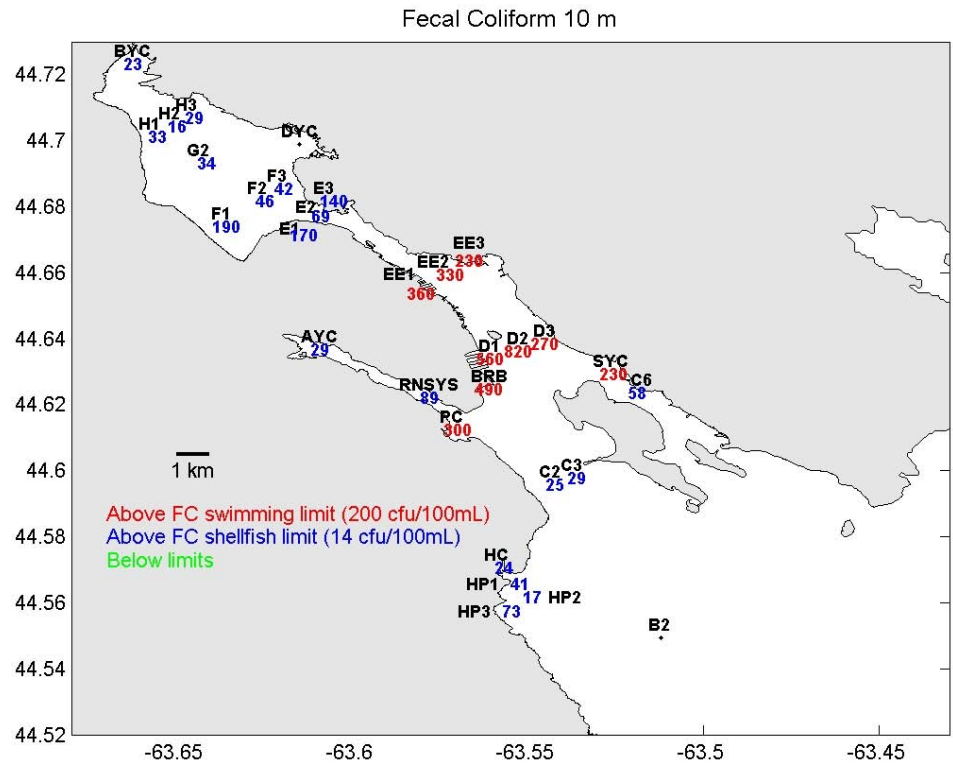 Fecal Coliform 10 m
44.72
44.7
44.68
44.66
44.64
44.62
44.6
44.58
44.56
44.54
44.52
BYC
23
H3
29
H2
16
H1
33
DYC
G2
34
F3
42
F2
46
E3
140
E2
69
F1
190
E1
170
EE3
230
EE2
330
EE1
360
D3
270
D2
820
D1
560
AYC
29
SYC
230
BRB
490
C6
58
RNSYS
89
PC
300
1 km
C3
29
C2
25
Above FC swimming limit (200 cfu/100mL)
Above FC shellfish limit (14 cfu/100mL)
Below limits
HC
24
HP1
41
17
HP2
HP3
73
B2
-63.65
-63.6
-63.55
-63.5
-63.45